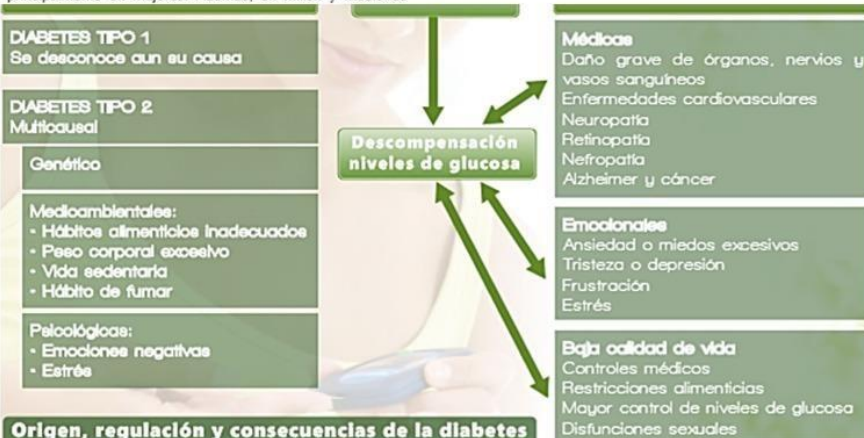 DIABETES TIPO 1
Se desconoce aun su causa
DIABETES TIPO 2
Multicausal
Genético
Medioambientales:
- Hábitos alimenticios inadecuados
- Peso corporal excesivo
- Vida sedentaria
- Hábito de fumar
Psicológicas:
- Emociones negativas
- Estrés
Descompensación
niveles de glucosa
Médicas
Daño grave de órganos, nervios y
vasos sanguíneos
Enfermedades cardiovasculares
Neuropatía
Retinopatía
Nefropatía
Alzheimer y cáncer
Emocionales
Ansiedad o miedos excesivos
Tristeza o depresión
Frustración
Estrés
Baja calidad de vida
Controles médicos
Restricciones alimenticias
Mayor control de niveles de glucosa
Disfunciones sexuales
Origen, regulación y consecuencias de la diabetes